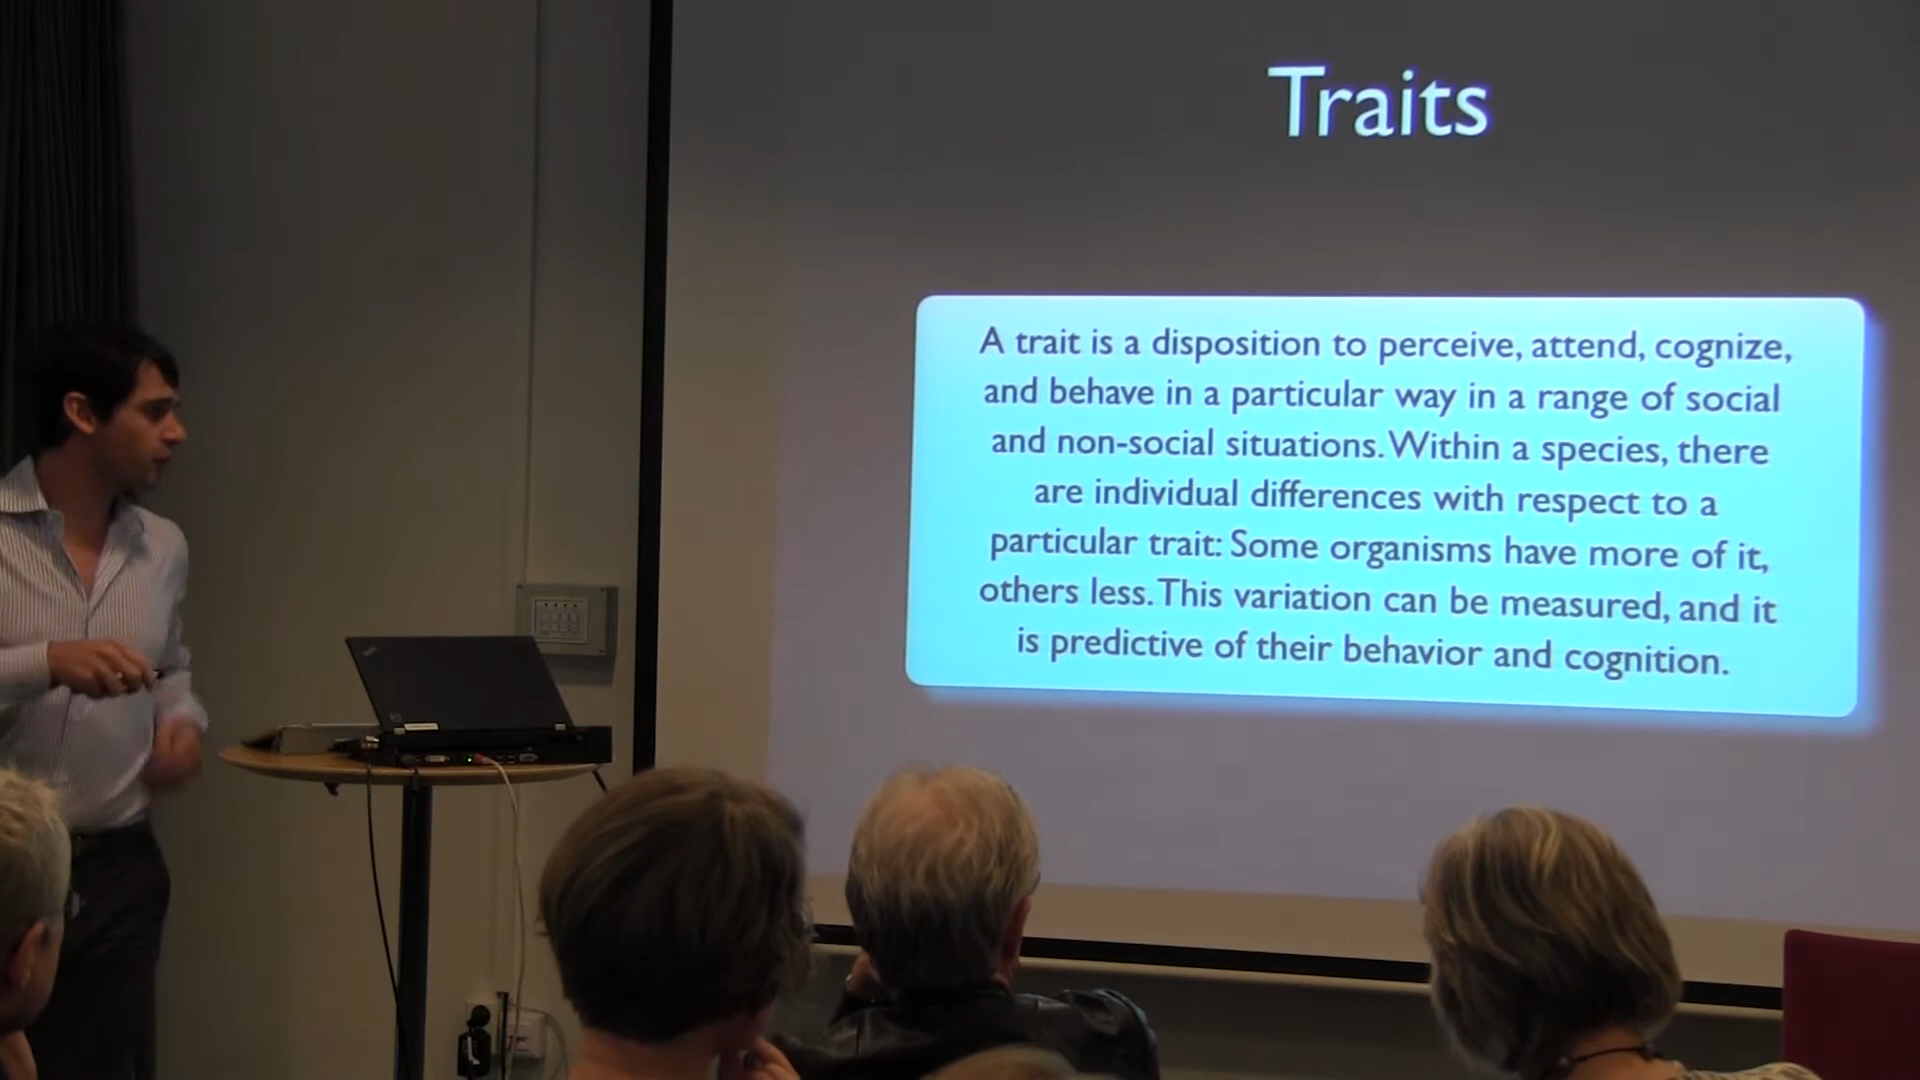 Traits
A trait is a disposition to perceive, attend, cognize,
and behave in a particular way in a range of social
and non-social situations. Within a species, there
are individual differences with respect to a
particular trait: Some organisms have more of it,
others less. This variation can be measured, and it
is predictive of their behavior and cognition.